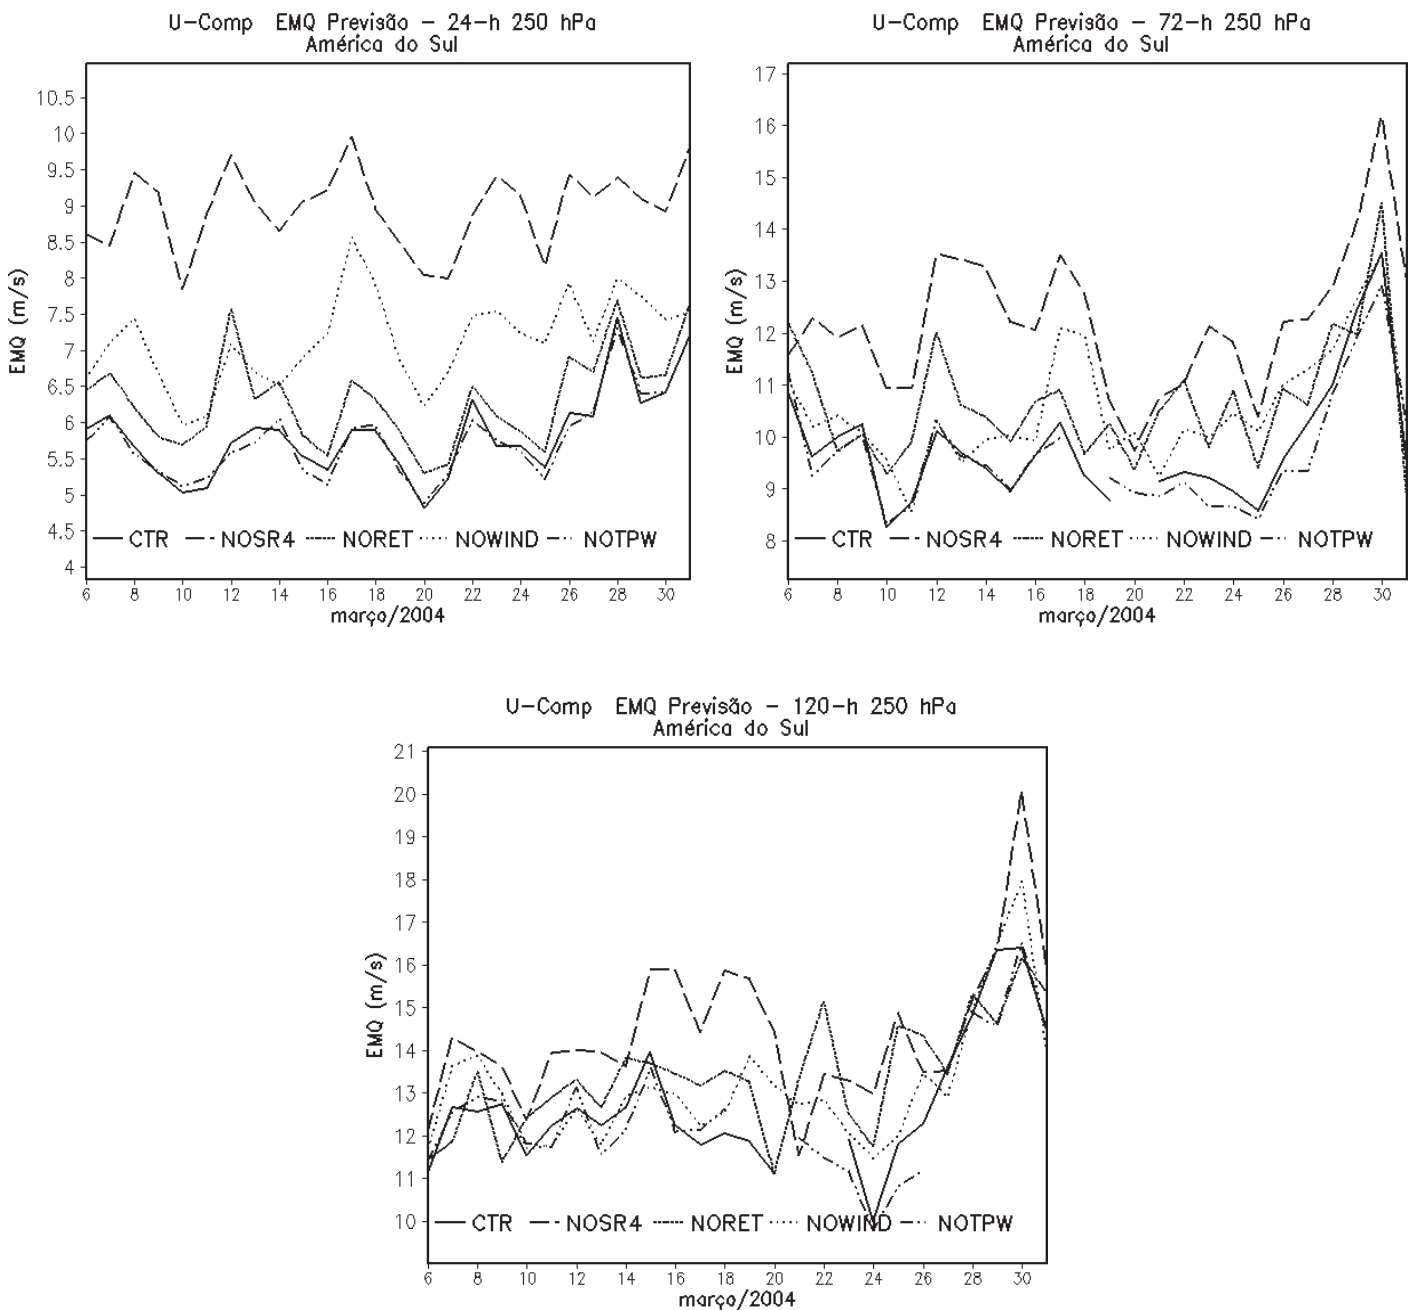 U-Comp EMQ Previsão - 24-h 250 hPa
América do Sul
10.5
10
9.5
9
8.5
8
7.5
7
6.5
6
5.5
5
4.5
4
EMQ (m/s)
CTR NOSR4 NORET NOWIND NOTPW
6 8 10 12 14 16 18 20 22 24 26 28 30
março/2004
U-Comp EMQ Previsão - 72-h 250 hPa
América do Sul
17
16
15
14
13
12
11
10
9
8
EMQ (m/s)
CTR NOSR4 NORET NOWIND NOTPW
6 8 10 12 14 16 18 20 22 24 26 28 30
março/2004
U-Comp EMQ Previsão - 120-h 250 hPa
América do Sul
21
20
19
18
17
16
15
14
13
12
11
10
EMQ (m/s)
CTR NOSR4 NORET NOWIND NOTPW
6 8 10 12 14 16 18 20 22 24 26 28 30
março/2004